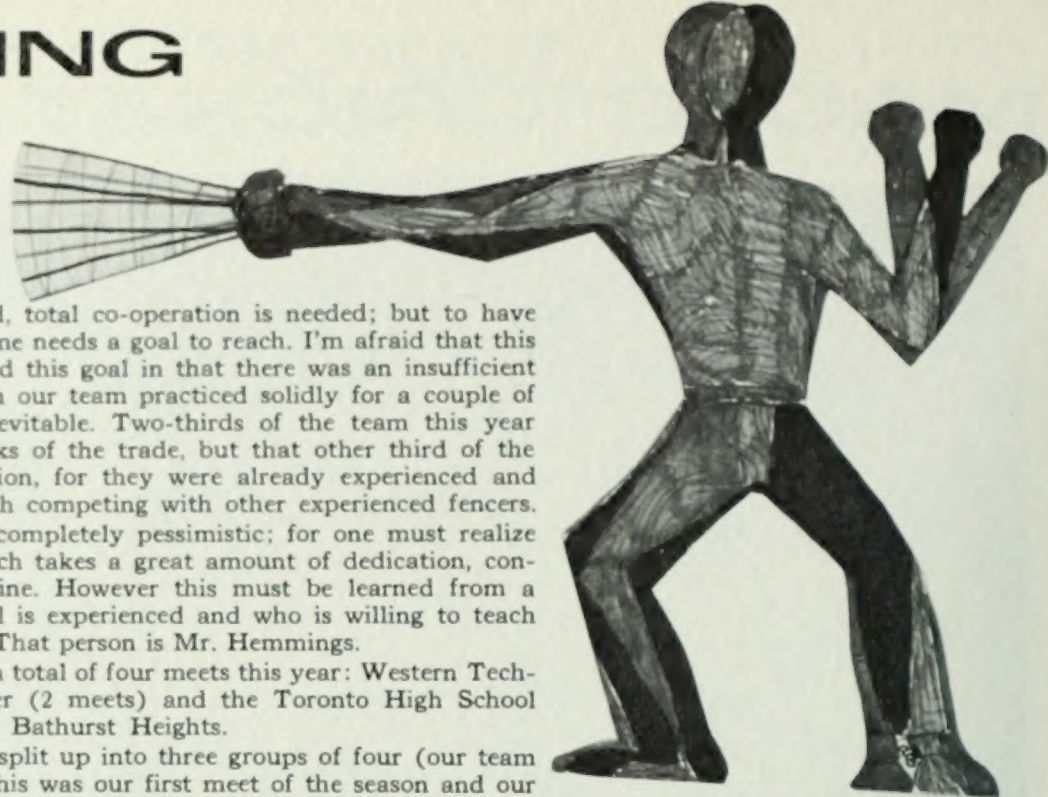 ING
l, total co-operation is needed; but to have
ne needs a goal to reach. I'm afraid that this
d this goal in that there was an insufficient
n our team practiced solidly for a couple of
evitable. Two-thirds of the team this year
ks of the trade, but that other third of the
ion, for they were already experienced and
h competing with other experienced fencers.
completely pessimistic; for one must realize
ch takes a great amount of dedication, con-
ine. However this must be learned from a
l is experienced and who is willing to teach
That person is Mr. Hemmings.
a total of four meets this year: Western Tech-
er (2 meets) and the Toronto High School
Bathurst Heights.
split up into three groups of four (our team
his was our first meet of the season and our